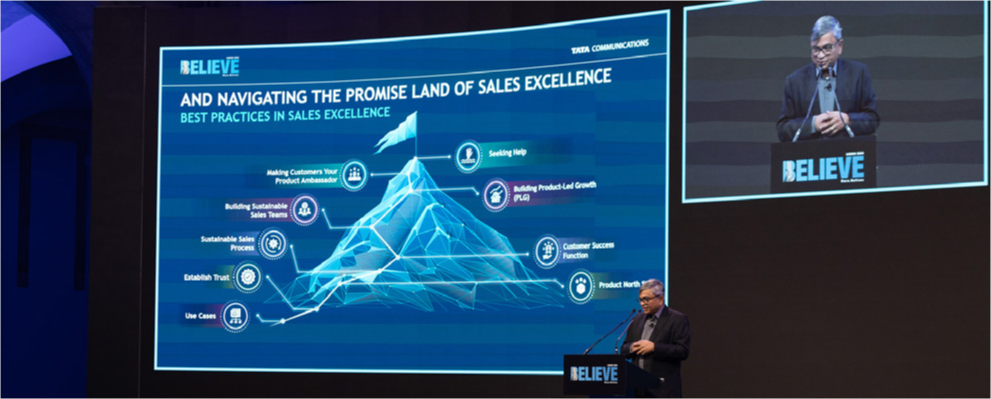 BELIEVE
TATA COMMUNICATIONS
AND NAVIGATING THE PROMISE LAND OF SALES EXCELLENCE
BEST PRACTICES IN SALES EXCELLENCE
Seeking Help
Making Customers Your
Product Ambassador
Building Product-Led Growth
(PLG)
Building Sustainable
Sales Teams
Sustainable Sales
Process
Customer Success
Function
Establish Trust
Product North
Use Cases
BELIEVE
BELIEVE